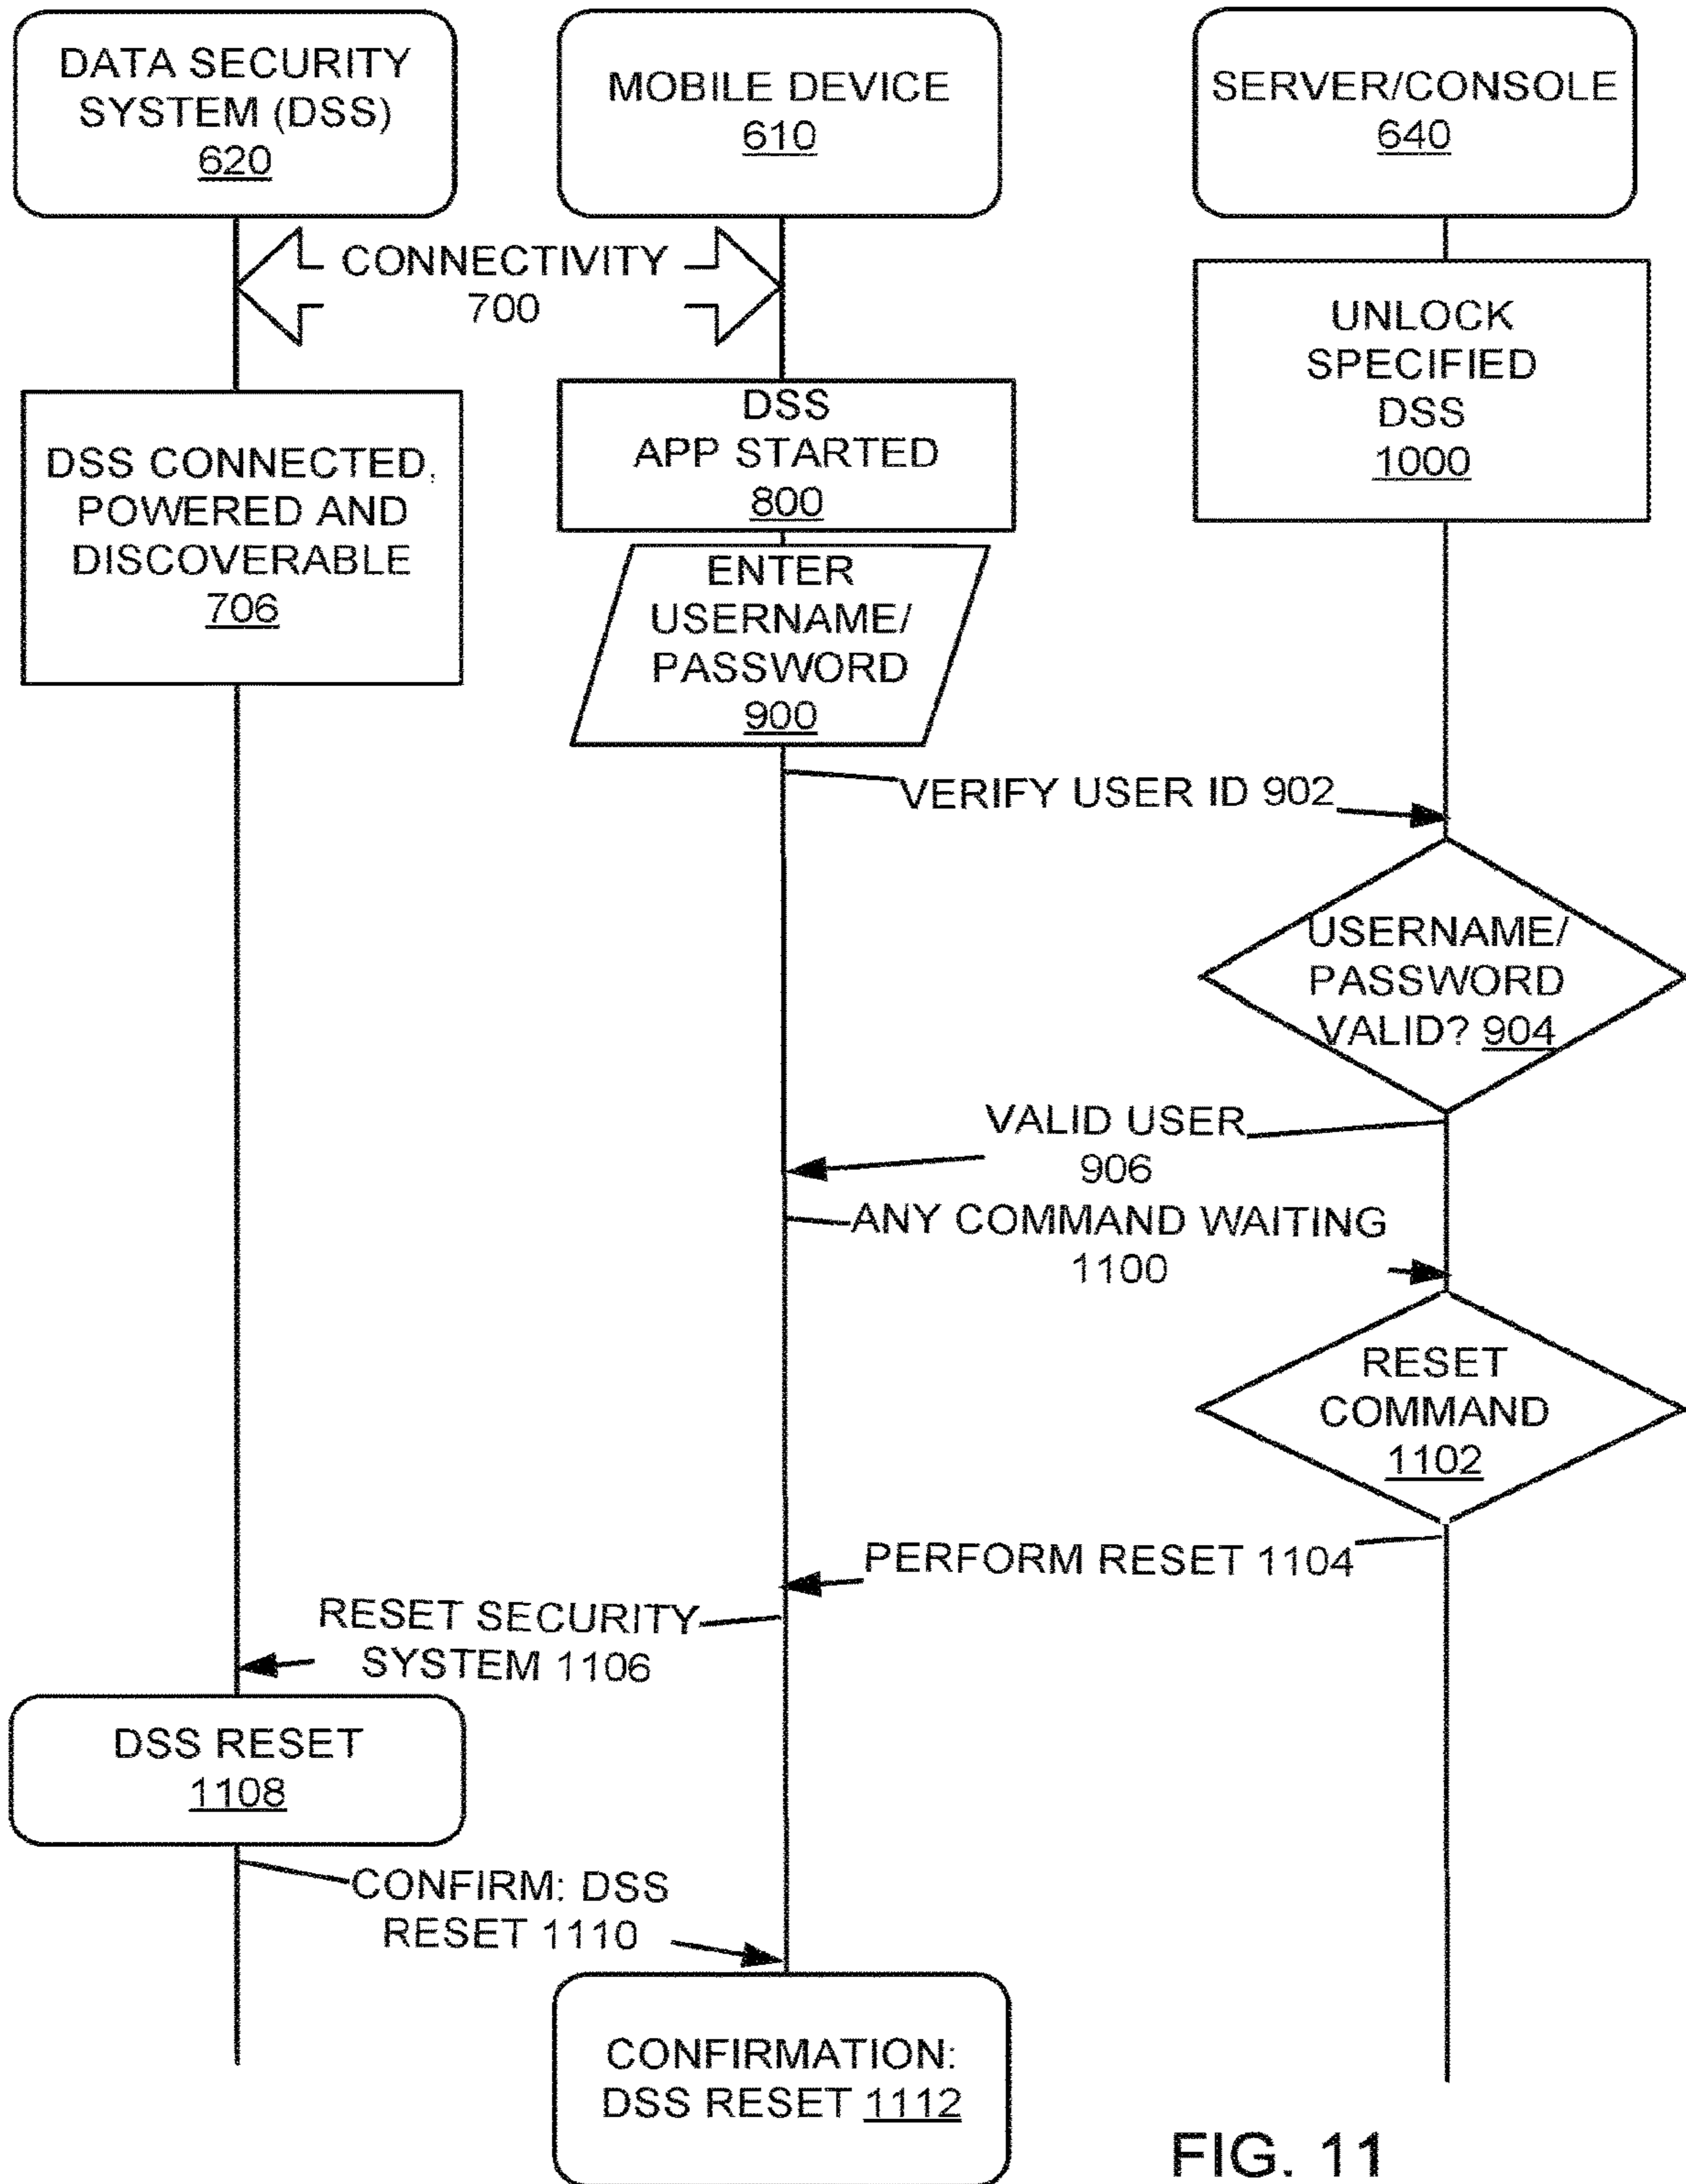 DATA SECURITY
SYSTEM (DSS)
620
MOBILE DEVICE
610
SERVER/CONSOLE
640
CONNECTIVITY
700
UNLOCK
SPECIFIED
DSS
1000
DSS CONNECTED,
POWERED AND
DISCOVERABLE
706
DSS
APP STARTED
800
ENTER
USERNAME/
PASSWORD
900
VERIFY USER ID 902
USERNAME/
PASSWORD
VALID? 904
VALID USER
906
ANY COMMAND WAITING
1100
RESET
COMMAND
1102
PERFORM RESET 1104
RESET SECURITY
SYSTEM 1106
DSS RESET
1108
CONFIRM: DSS
RESET 1110
CONFIRMATION:
DSS RESET 1112
FIG. 11